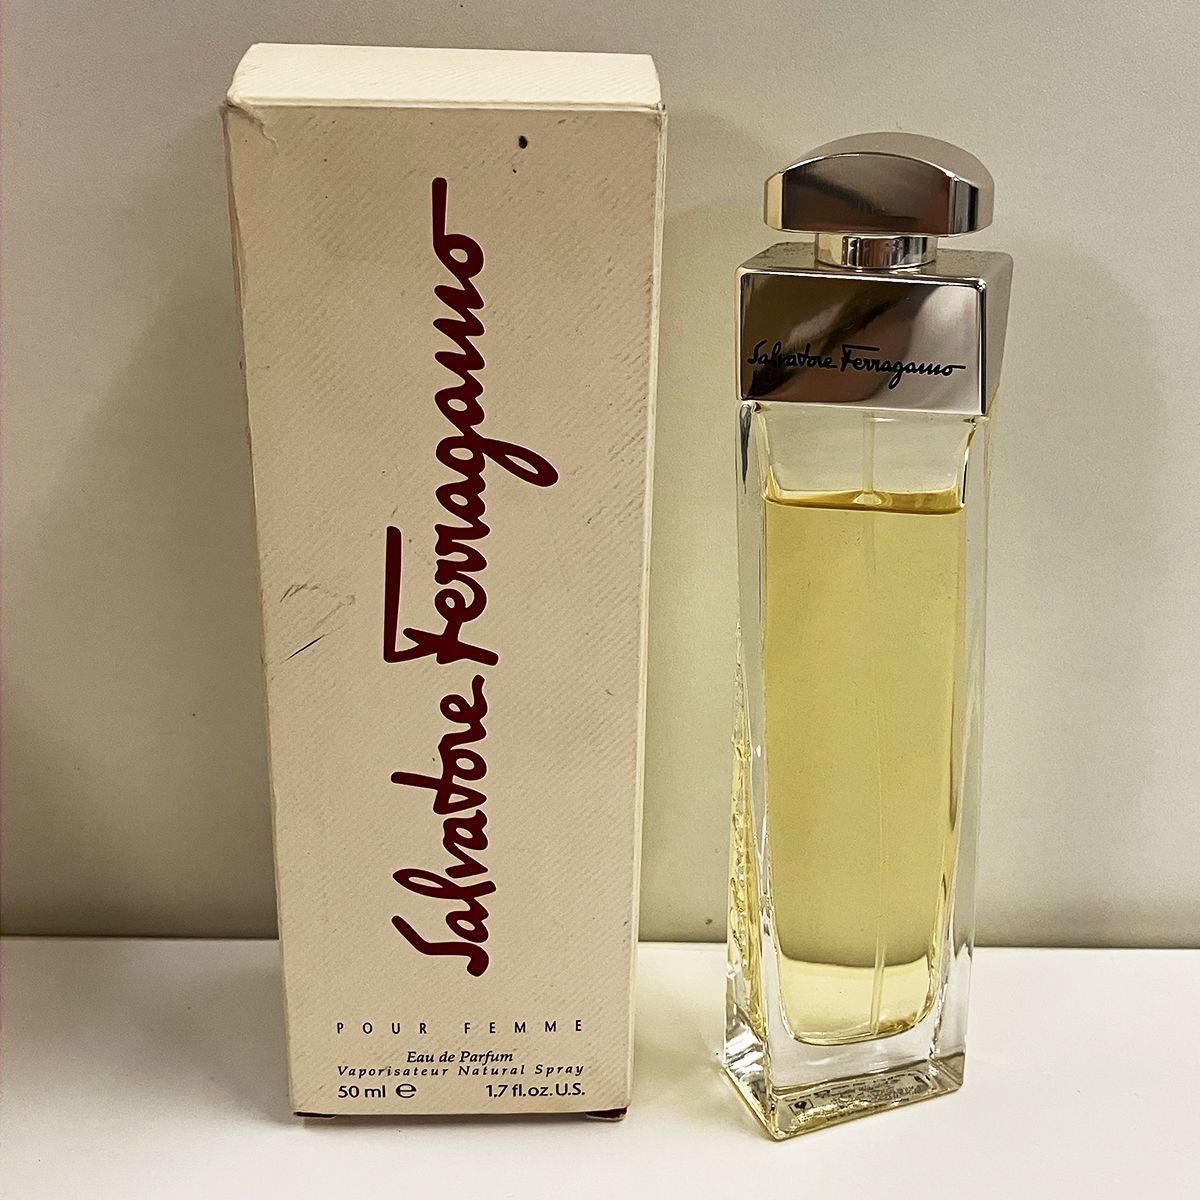 Salvatore Ferragamo
POUR FEMME
Eau de Parfum
Vaporisateur Natural Spray
50 ml ℮ 1.7 fl.oz.U.S.
Salvatore Ferragamo